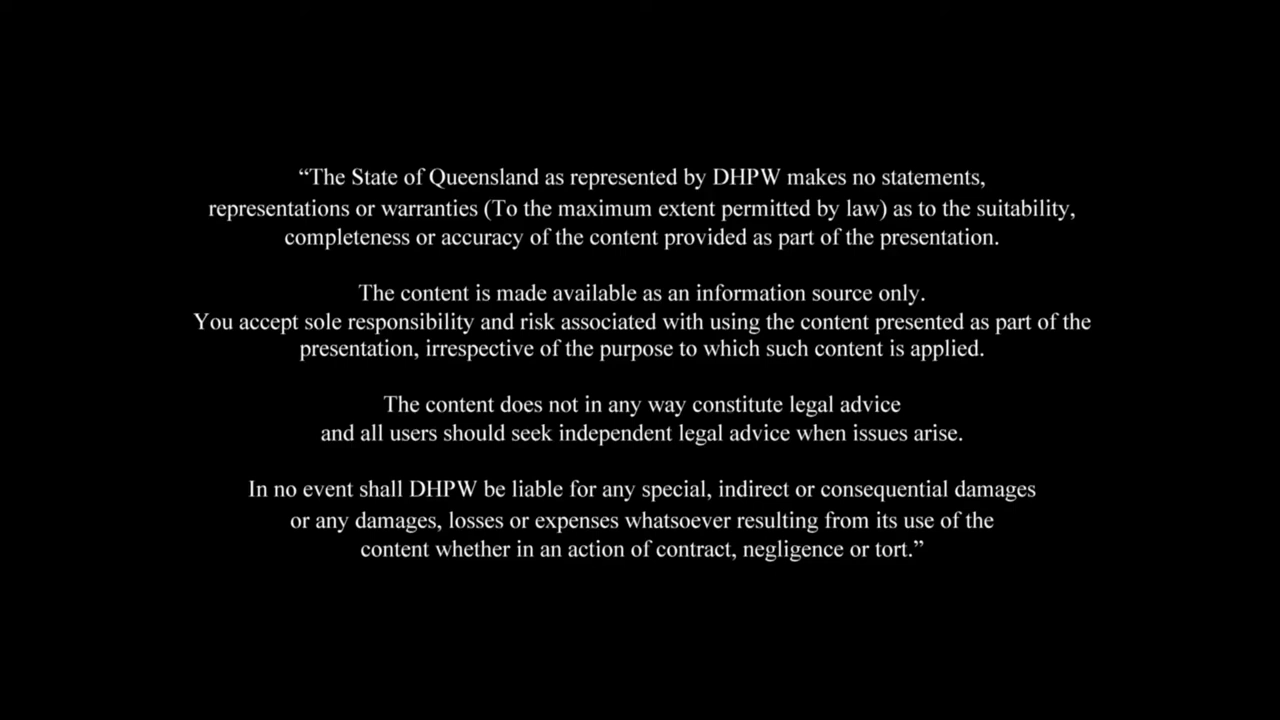 “The State of Queensland as represented by DHPW makes no statements,
representations or warranties (To the maximum extent permitted by law) as to the suitability,
completeness or accuracy of the content provided as part of the presentation.
The content is made available as an information source only.
You accept sole responsibility and risk associated with using the content presented as part of the
presentation, irrespective of the purpose to which such content is applied.
The content does not in any way constitute legal advice
and all users should seek independent legal advice when issues arise.
In no event shall DHPW be liable for any special, indirect or consequential damages
or any damages, losses or expenses whatsoever resulting from its use of the
content whether in an action of contract, negligence or tort.”